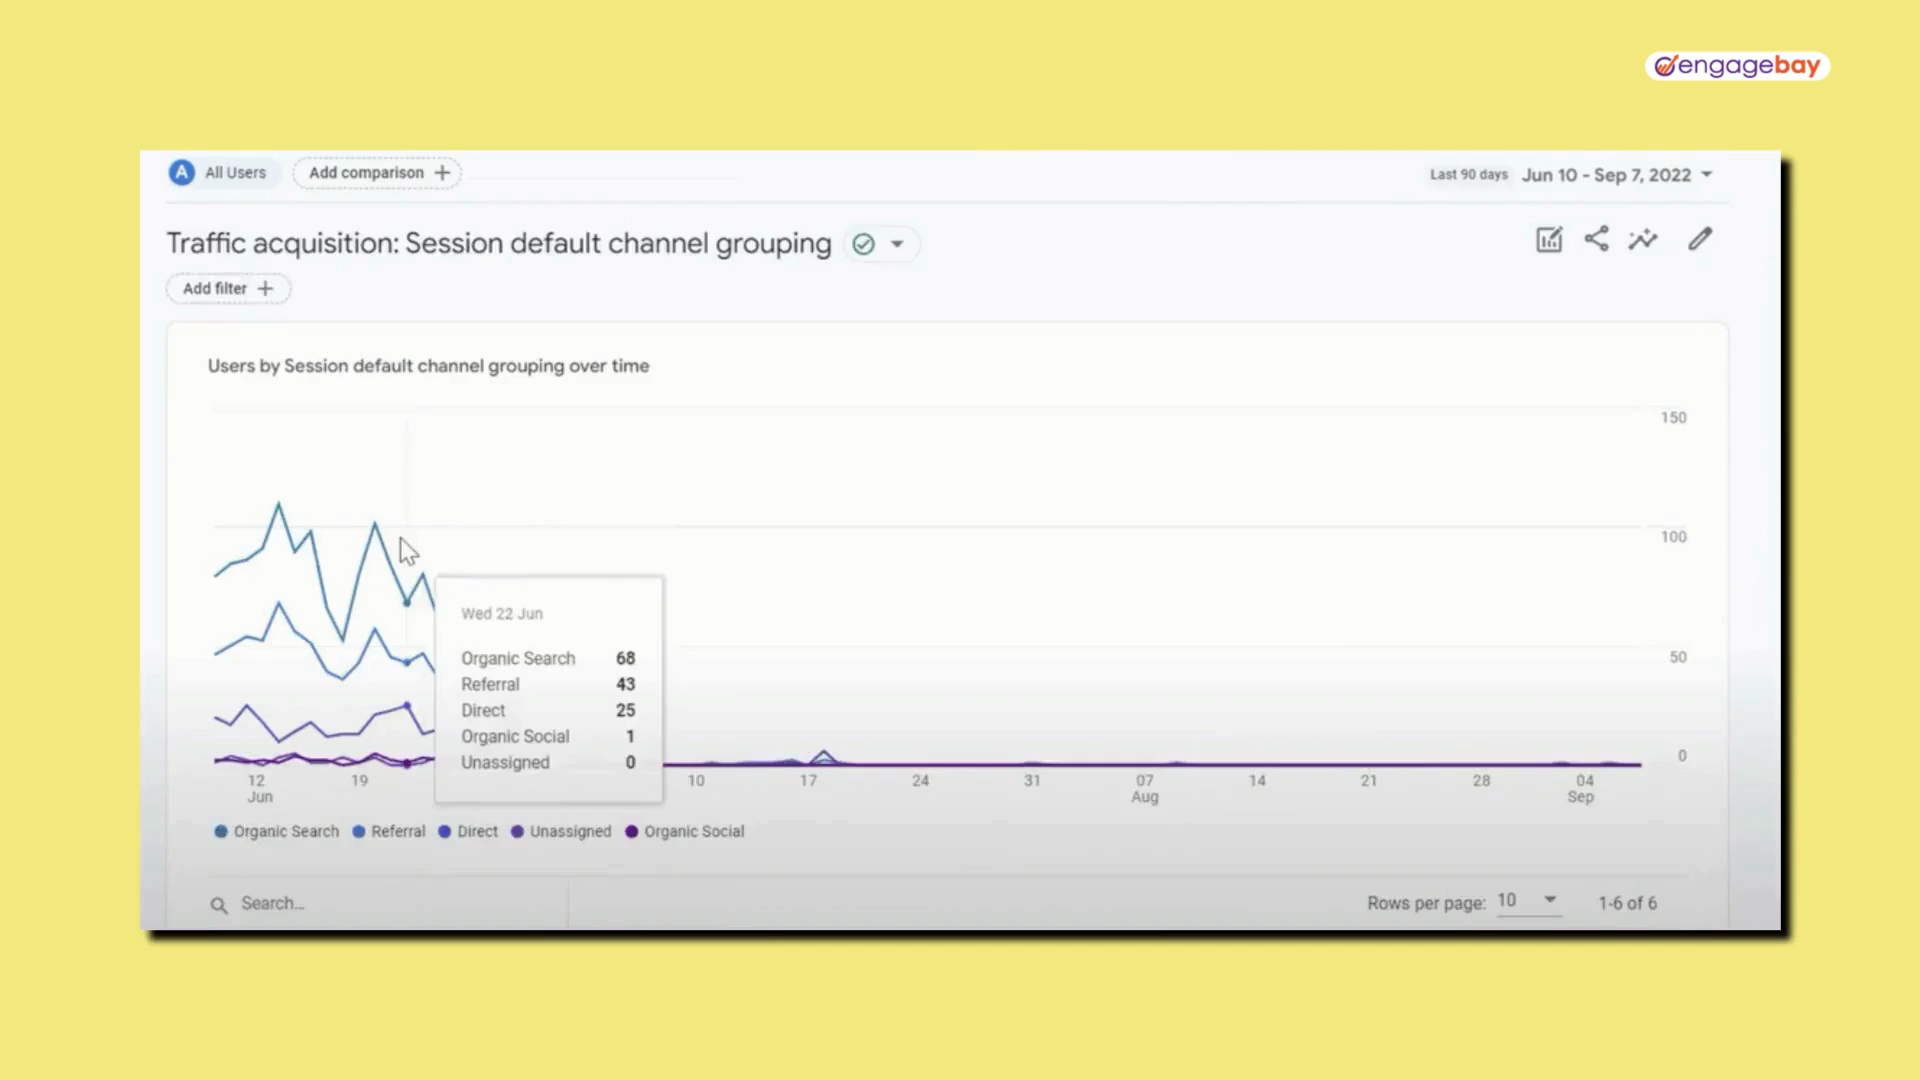 engagebay
A All Users Add comparison + Last 90 days Jun 10 - Sep 7, 2022
Traffic acquisition: Session default channel grouping
Add filter +
Users by Session default channel grouping over time
150
100
50
0
Wed 22 Jun
Organic Search 68
Referral 43
Direct 25
Organic Social 1
Unassigned 0
12 19 10 17 24 31 07 14 21 28 04
Jun Aug Sep
Organic Search Referral Direct Unassigned Organic Social
Search... Rows per page: 10 1-6 of 6